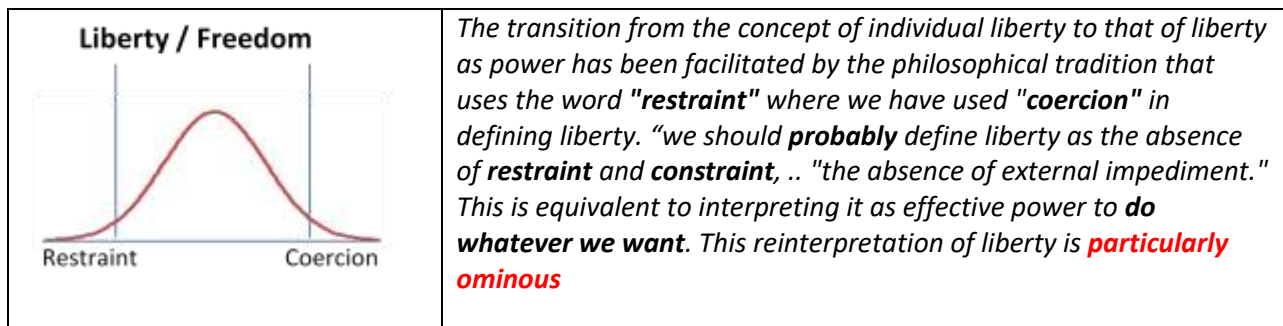 Liberty / Freedom
Restraint
Coercion
The transition from the concept of individual liberty to that of liberty
as power has been facilitated by the philosophical tradition that
uses the word "restraint" where we have used "coercion" in
defining liberty. “we should probably define liberty as the absence
of restraint and constraint, .. "the absence of external impediment."
This is equivalent to interpreting it as effective power to do
whatever we want. This reinterpretation of liberty is particularly
ominous